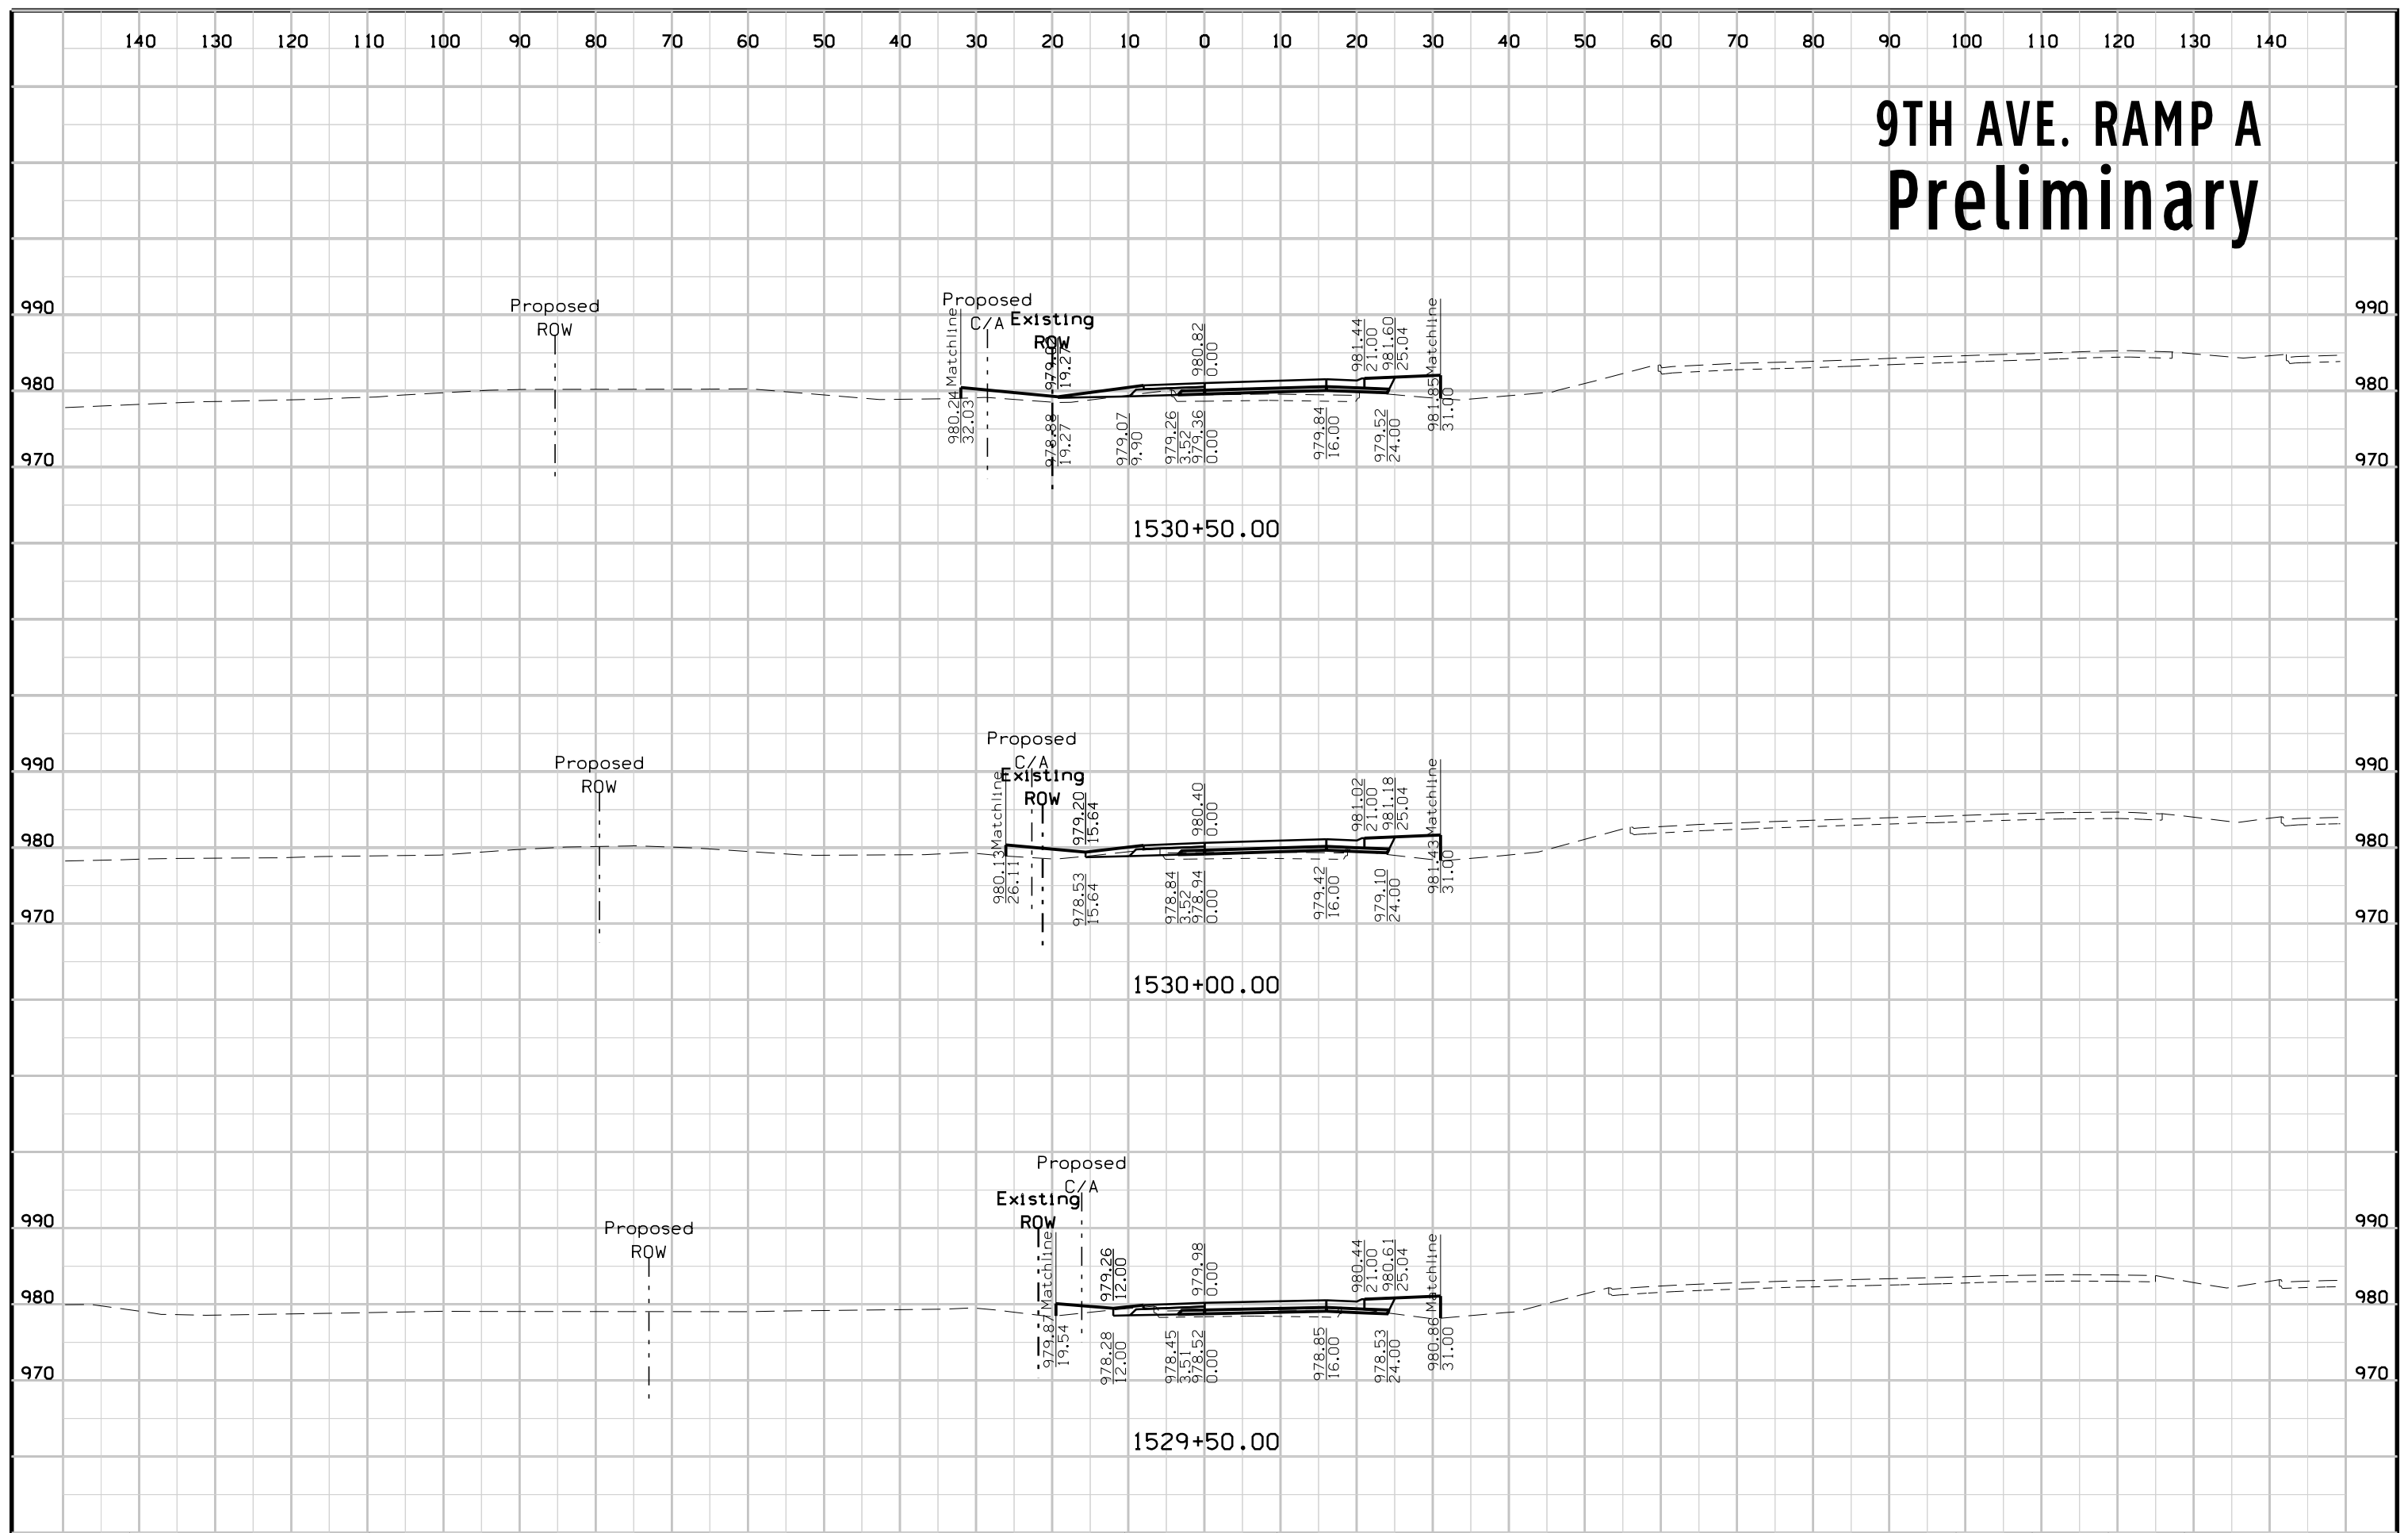 140 130 120 110 100 90 80 70 60 50 40 30 20 10 0 10 20 30 40 50 60 70 80 90 100 110 120 130 140
9TH AVE. RAMP A
Preliminary
Proposed
ROW
Proposed
C/A
Existing
ROW
Matchline
980.24
32.03
19.27
980.82
0.00
981.44
21.00
981.60
25.04
Matchline
981.85
31.00
990 990
980 980
970 970
978.88
19.27
979.07
9.90
979.26
3.52
979.36
0.00
979.84
16.00
979.52
24.00
1530+50.00
Proposed
ROW
Proposed
C/A
Existing
ROW
Matchline
980.13
26.11
979.20
15.64
980.40
0.00
981.02
21.00
981.18
25.04
Matchline
981.43
31.00
990 990
980 980
970 970
978.53
15.64
978.84
3.52
978.94
0.00
979.42
16.00
979.10
24.00
1530+00.00
Proposed
ROW
Proposed
C/A
Existing
ROW
Matchline
979.87
19.54
979.26
12.00
979.98
0.00
980.44
21.00
980.61
25.04
Matchline
980.86
31.00
990 990
980 980
970 970
978.28
12.00
978.45
3.51
978.52
0.00
978.85
16.00
978.53
24.00
1529+50.00